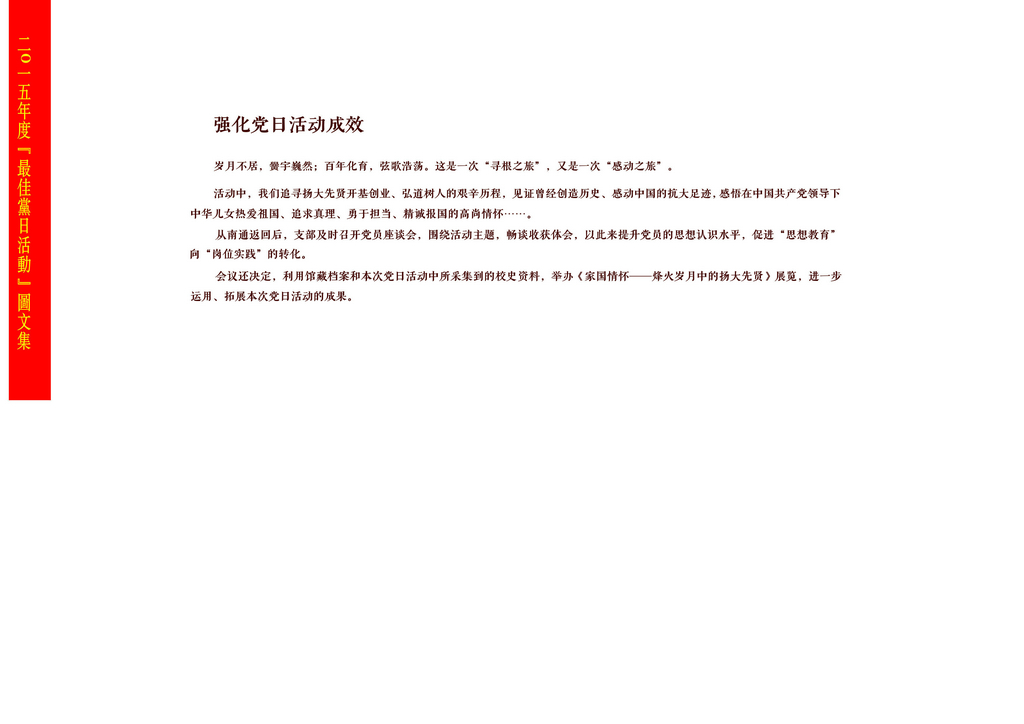 二〇一五年度『最佳黨日活動』圖文集
强化党日活动成效
岁月不居，黉宇巍然；百年化育，弦歌浩荡。这是一次“寻根之旅”，又是一次“感动之旅”。
活动中，我们追寻扬大先贤开基创业、弘道树人的艰辛历程，见证曾经创造历史、感动中国的抗大足迹，感悟在中国共产党领导下
中华儿女热爱祖国、追求真理、勇于担当、精诚报国的高尚情怀……。
从南通返回后，支部及时召开党员座谈会，围绕活动主题，畅谈收获体会，以此来提升党员的思想认识水平，促进“思想教育”
向“岗位实践”的转化。
会议还决定，利用馆藏档案和本次党日活动中所采集到的校史资料，举办《家国情怀——烽火岁月中的扬大先贤》展览，进一步
运用、拓展本次党日活动的成果。